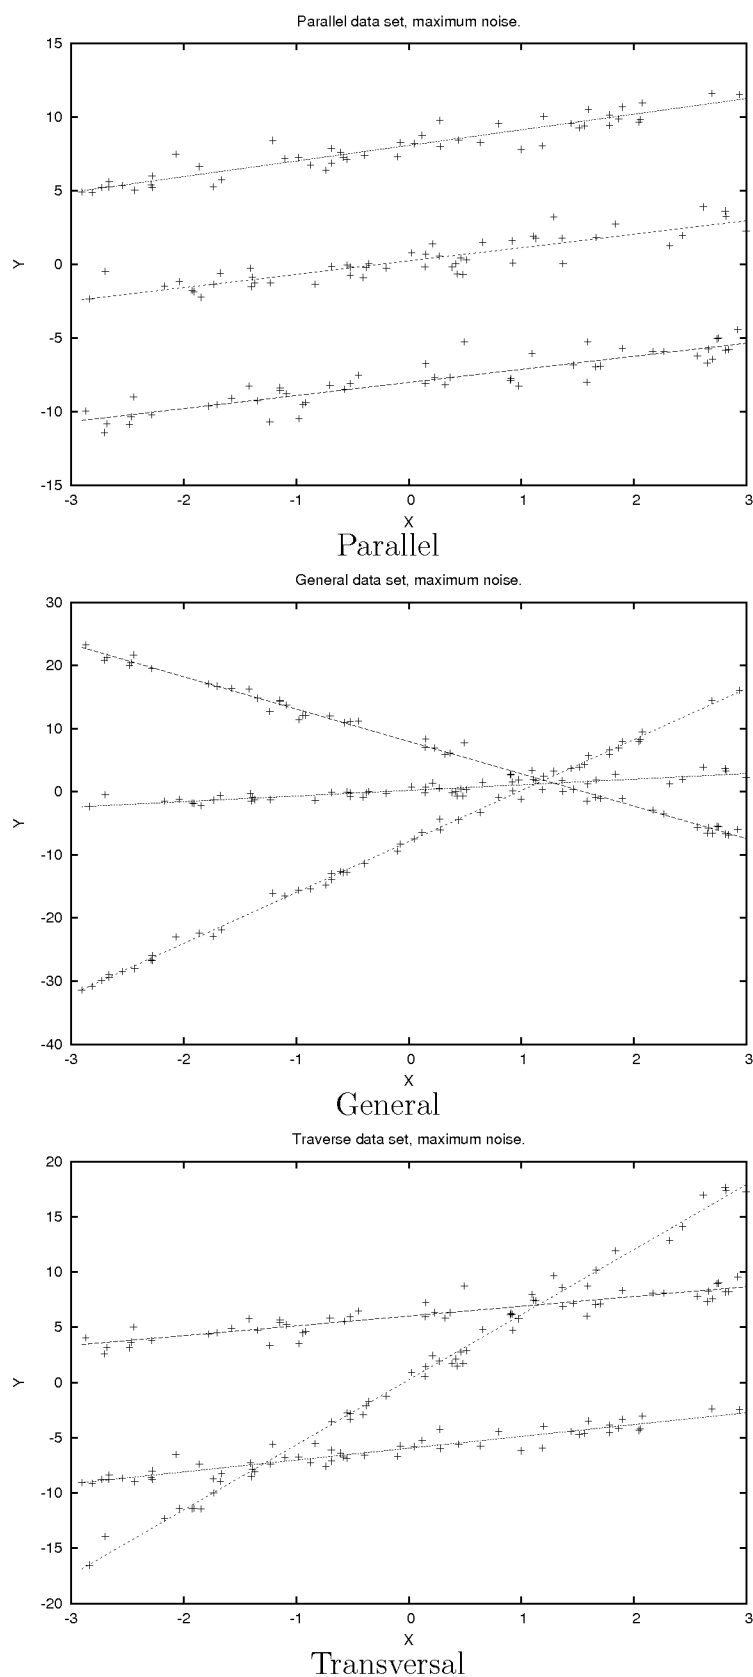 Parallel data set, maximum noise.
15
10
5
0
-5
-10
-15
Y
-3 -2 -1 0 1 2 3
X
Parallel
General data set, maximum noise.
30
20
10
0
-10
-20
-30
-40
Y
-3 -2 -1 0 1 2 3
X
General
Traverse data set, maximum noise.
20
15
10
5
0
-5
-10
-15
-20
Y
-3 -2 -1 0 1 2 3
X
Transversal